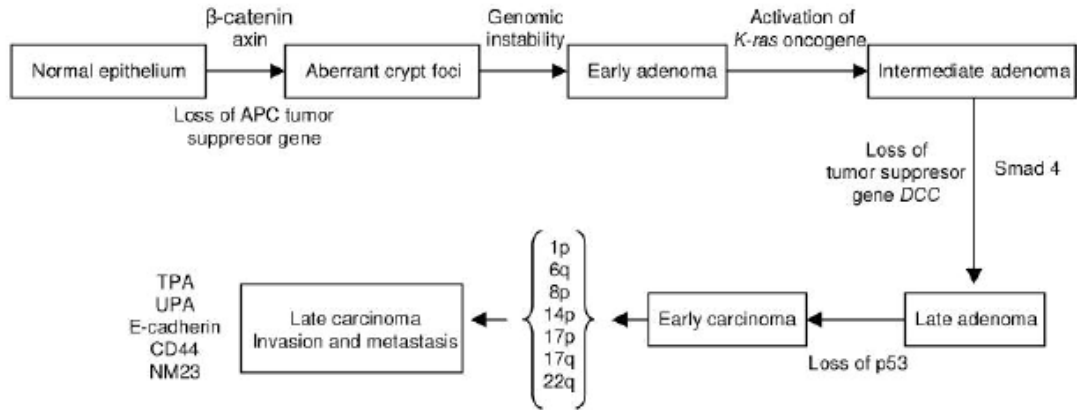 β-catenin
axin
Normal epithelium
Loss of APC tumor
suppresor gene
Aberrant crypt foci
Genomic
instability
Early adenoma
Activation of
K-ras oncogene
Intermediate adenoma
Loss of
tumor suppresor
gene DCC
Smad 4
Late adenoma
Loss of p53
Early carcinoma
1p
6q
8p
14p
17p
17q
22q
Late carcinoma
Invasion and metastasis
TPA
UPA
E-cadherin
CD44
NM23